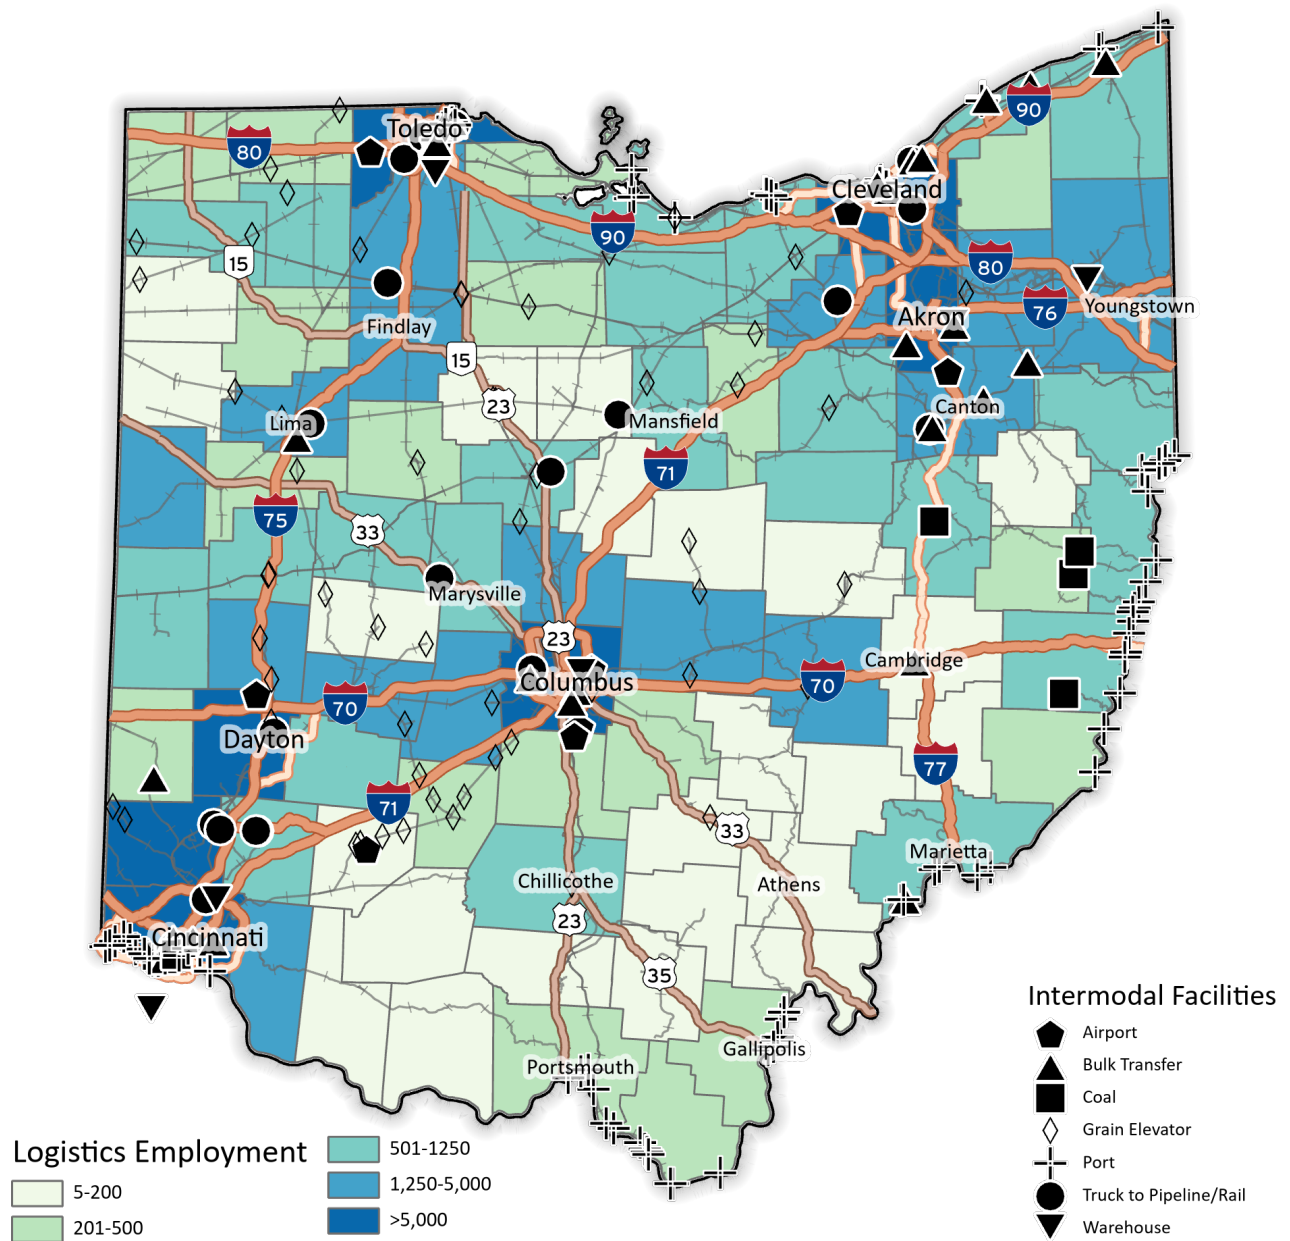 90
Toledo
80
Cleveland
90
15
80
76
Youngstown
Akron
Findlay
15
23
Canton
Lima
Mansfield
71
75
33
Marysville
23
Cambridge
Columbus
70
70
Dayton
77
71
33
Marietta
Chillicothe
Athens
23
Cincinnati
35
Gallipolis
Portsmouth
Intermodal Facilities
Airport
Bulk Transfer
Coal
Grain Elevator
Port
Truck to Pipeline/Rail
Warehouse
Logistics Employment
5-200
201-500
501-1250
1,250-5,000
>5,000